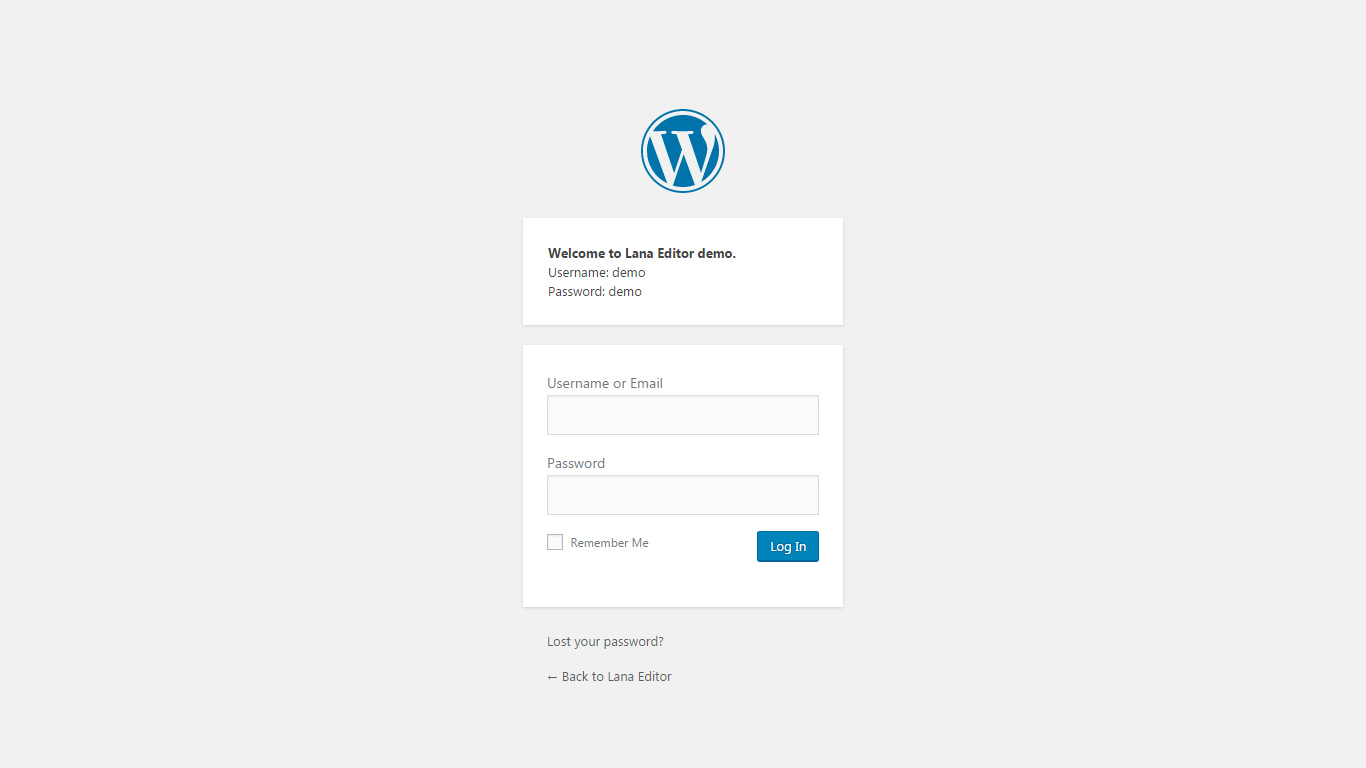 Welcome to Lana Editor demo.
Username: demo
Password: demo
Username or Email
Password
Remember Me
Log In
Lost your password?
← Back to Lana Editor